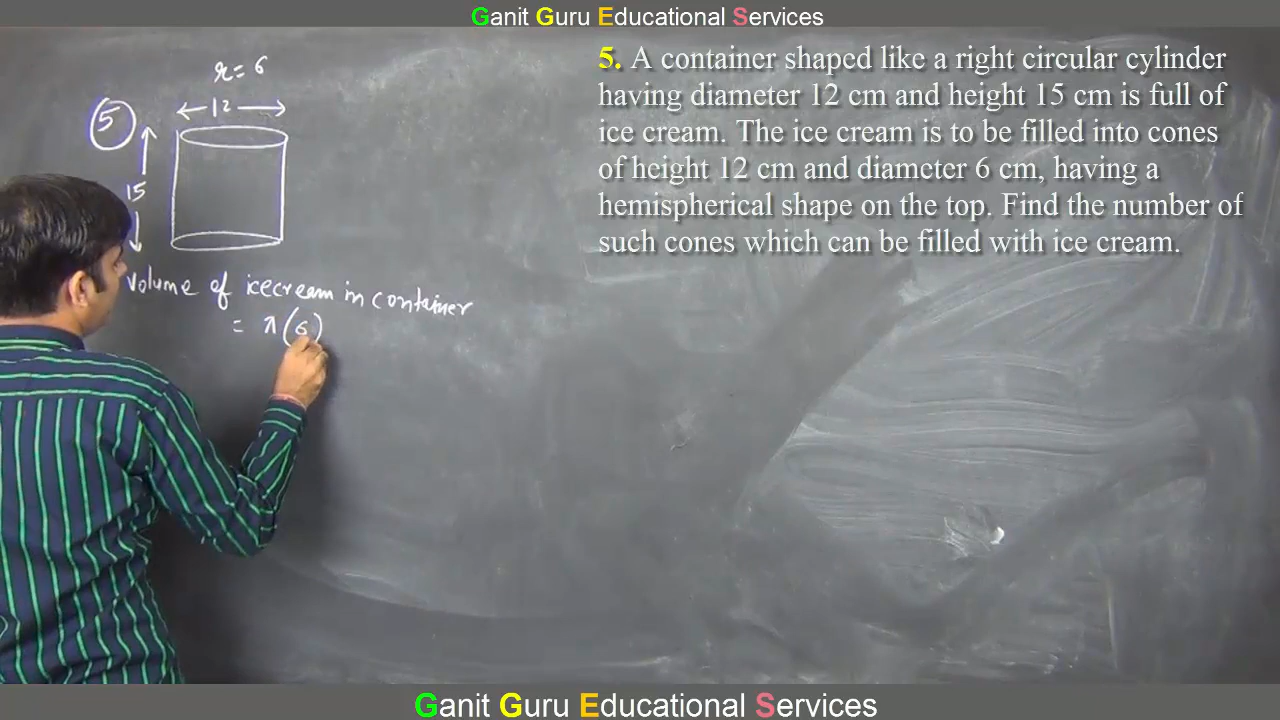 Ganit Guru Educational Services
r = 6
12
5
15
Volume of icecream in container
= π(6)
5. A container shaped like a right circular cylinder
having diameter 12 cm and height 15 cm is full of
ice cream. The ice cream is to be filled into cones
of height 12 cm and diameter 6 cm, having a
hemispherical shape on the top. Find the number of
such cones which can be filled with ice cream.
Ganit Guru Educational Services